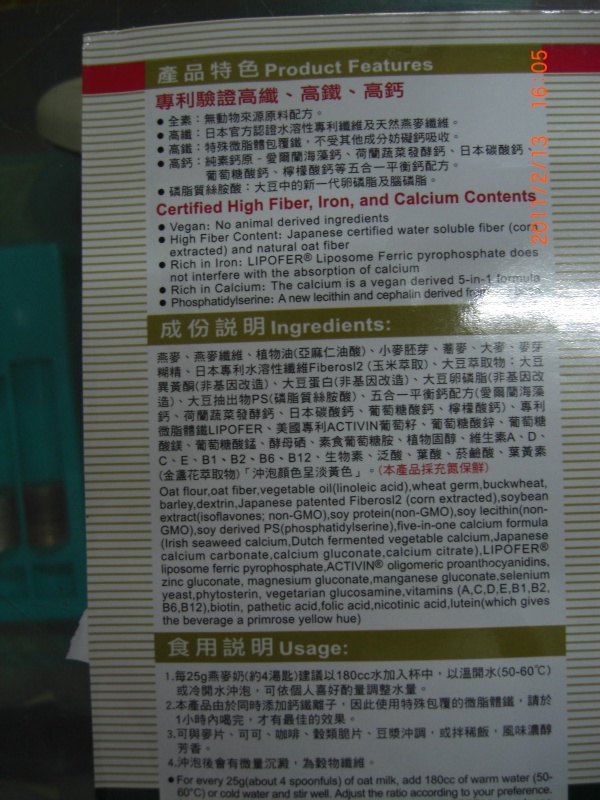 產品特色 Product Features
專利驗證高纖、高鐵、高鈣
● 全素：無動物來源原料配方。
● 高纖：日本官方認證水溶性專利纖維及天然燕麥纖維。
● 高鐵：特殊微脂體包覆鐵，不受其他成分妨礙鈣吸收。
● 高鈣：純素鈣原－愛爾蘭海藻鈣、荷蘭蔬菜發酵鈣、日本碳酸鈣、
葡萄糖酸鈣、檸檬酸鈣等五合一平衡鈣配方。
● 磷脂質絲胺酸：大豆中的新一代卵磷脂及腦磷脂。
Certified High Fiber, Iron, and Calcium Contents
● Vegan: No animal derived ingredients
● High Fiber Content: Japanese certified water soluble fiber (corn
extracted) and natural oat fiber
● Rich in Iron: LIPOFER® Liposome Ferric pyrophosphate does
not interfere with the absorption of calcium
● Rich in Calcium: The calcium is a vegan derived 5-in-1 formula
● Phosphatidylserine: A new lecithin and cephalin derived
成份說明 Ingredients:
燕麥、燕麥纖維、植物油(亞麻仁油酸)、小麥胚芽、蕎麥、大麥、麥芽
糊精、日本專利水溶性纖維Fiberosl2 (玉米萃取)、大豆萃取物：大豆
異黃酮(非基因改造)、大豆蛋白(非基因改造)、大豆卵磷脂(非基因改
造)、大豆抽出物PS(磷脂質絲胺酸)、五合一平衡鈣配方(愛爾蘭海藻
鈣、荷蘭蔬菜發酵鈣、日本碳酸鈣、葡萄糖酸鈣、檸檬酸鈣)、專利
微脂體鐵LIPOFER、美國專利ACTIVIN葡萄籽、葡萄糖酸鋅、葡萄糖
酸鎂、葡萄糖酸錳、酵母硒、素食葡萄糖胺、植物固醇、維生素A、D、
C、E、B1、B2、B6、B12、生物素、泛酸、葉酸、菸鹼酸、葉黃素
(金盞花萃取物)「沖泡顏色呈淡黃色」。(本產品採充氮保鮮)
Oat flour,oat fiber,vegetable oil(linoleic acid),wheat germ,buckwheat,
barley,dextrin,Japanese patented Fiberosl2 (corn extracted),soybean
extract(isoflavones; non-GMO),soy protein(non-GMO),soy lecithin(non-
GMO),soy derived PS(phosphatidylserine),five-in-one calcium formula
(Irish seaweed calcium,Dutch fermented vegetable calcium,Japanese
calcium carbonate,calcium gluconate,calcium citrate),LIPOFER®
liposome ferric pyrophosphate,ACTIVIN® oligomeric proanthocyanidins,
zinc gluconate, magnesium gluconate,manganese gluconate,selenium
yeast,phytosterin, vegetarian glucosamine,vitamins (A,C,D,E,B1,B2,
B6,B12),biotin, pathetic acid,folic acid,nicotinic acid,lutein(which gives
the beverage a primrose yellow hue)
食用說明 Usage:
1.每25g燕麥奶(約4湯匙)建議以180cc水加入杯中，以溫開水(50-60℃)
或冷開水沖泡，可依個人喜好酌量調整水量。
2.本產品由於同時添加鈣鐵離子，因此使用特殊包覆的微脂體鐵，請於
1小時內喝完，才有最佳的效果。
3.可與麥片、可可、咖啡、穀類脆片、豆漿沖調，或拌稀飯，風味濃醇
芳香。
4.沖泡後會有微量沉澱，為穀物纖維。
● For every 25g(about 4 spoonfuls) of oat milk, add 180cc of warm water (50-
60°C) or cold water and stir well. Adjust the ratio according to your preference.
2011/2/13 16:05